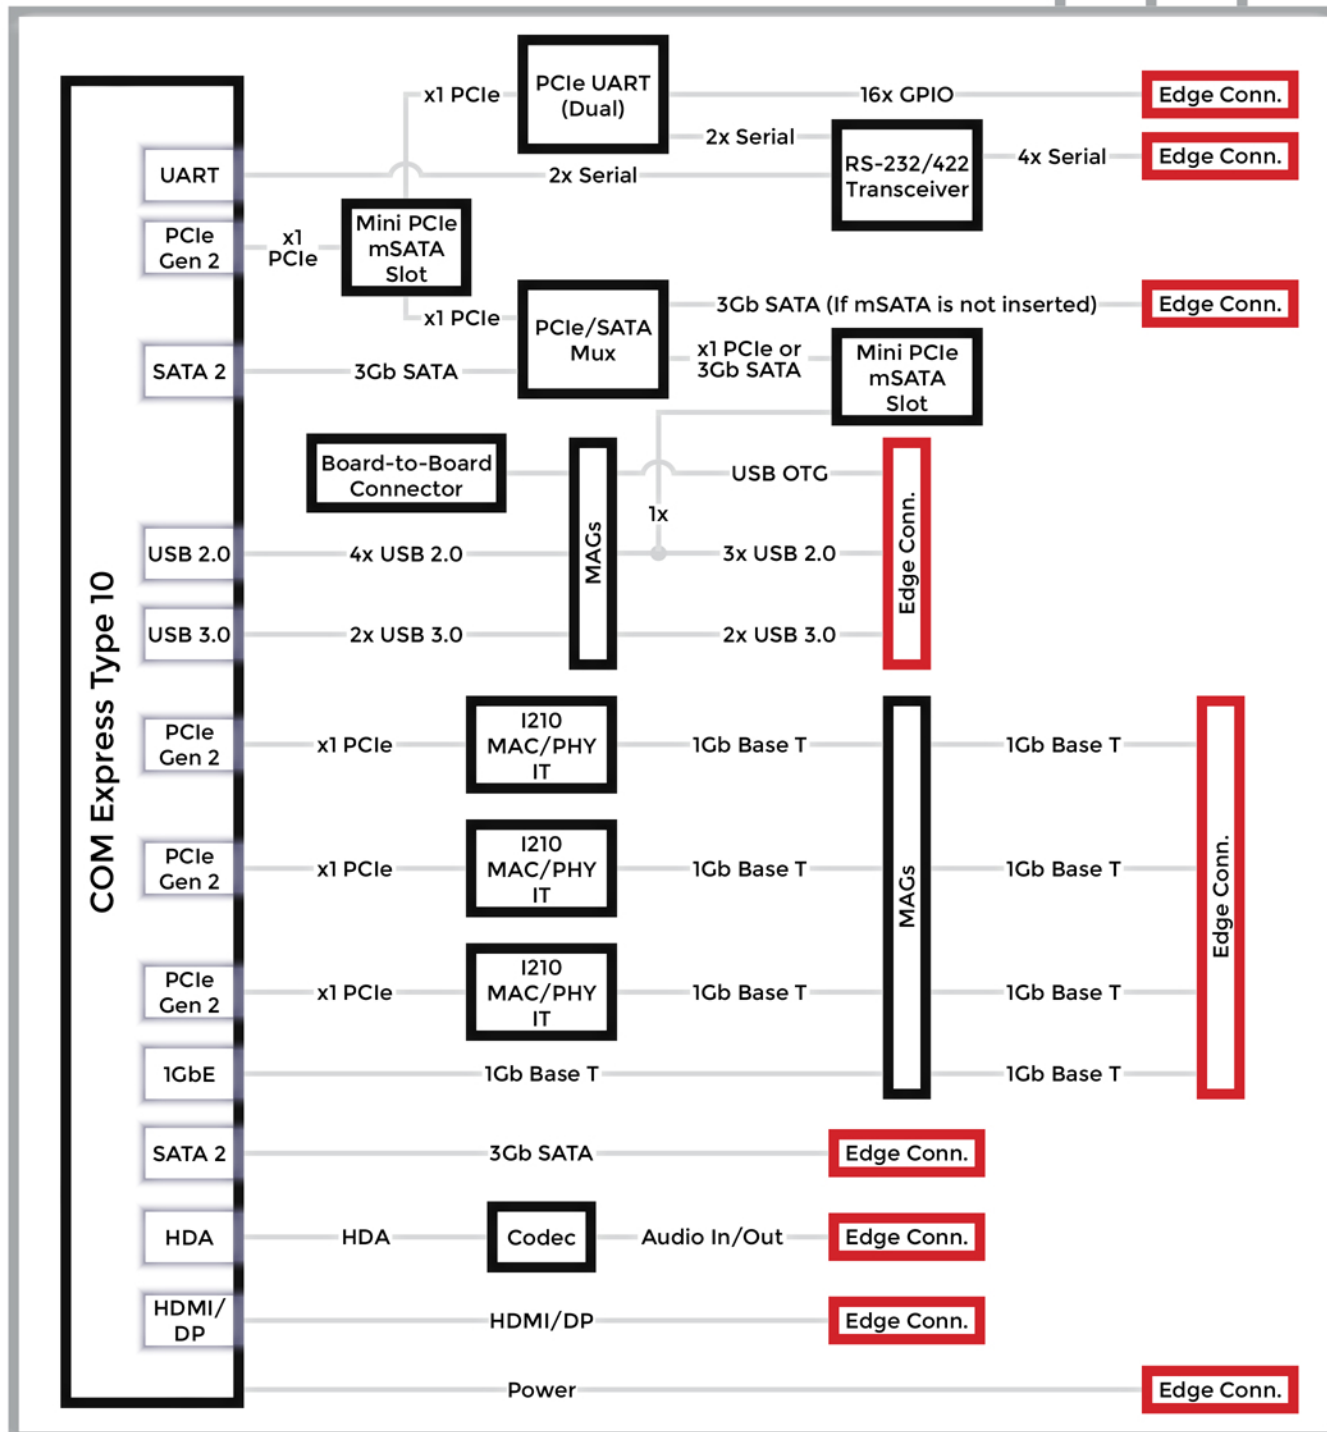 x1 PCIe
PCIe UART
(Dual)
16x GPIO
Edge Conn.
2x Serial
UART
2x Serial
RS-232/422
Transceiver
4x Serial
Edge Conn.
PCIe
Gen 2
x1
PCIe
Mini PCIe
mSATA
Slot
x1 PCIe
PCIe/SATA
Mux
3Gb SATA (If mSATA is not inserted)
Edge Conn.
SATA 2
3Gb SATA
x1 PCIe or
3Gb SATA
Mini PCIe
mSATA
Slot
Board-to-Board
Connector
MAGs
USB OTG
1x
Edge Conn.
USB 2.0
4x USB 2.0
3x USB 2.0
USB 3.0
2x USB 3.0
2x USB 3.0
COM Express Type 10
PCIe
Gen 2
x1 PCIe
I210
MAC/PHY
IT
1Gb Base T
MAGs
1Gb Base T
Edge Conn.
PCIe
Gen 2
x1 PCIe
I210
MAC/PHY
IT
1Gb Base T
1Gb Base T
PCIe
Gen 2
x1 PCIe
I210
MAC/PHY
IT
1Gb Base T
1Gb Base T
1GbE
1Gb Base T
1Gb Base T
SATA 2
3Gb SATA
Edge Conn.
HDA
HDA
Codec
Audio In/Out
Edge Conn.
HDMI/
DP
HDMI/DP
Edge Conn.
Power
Edge Conn.